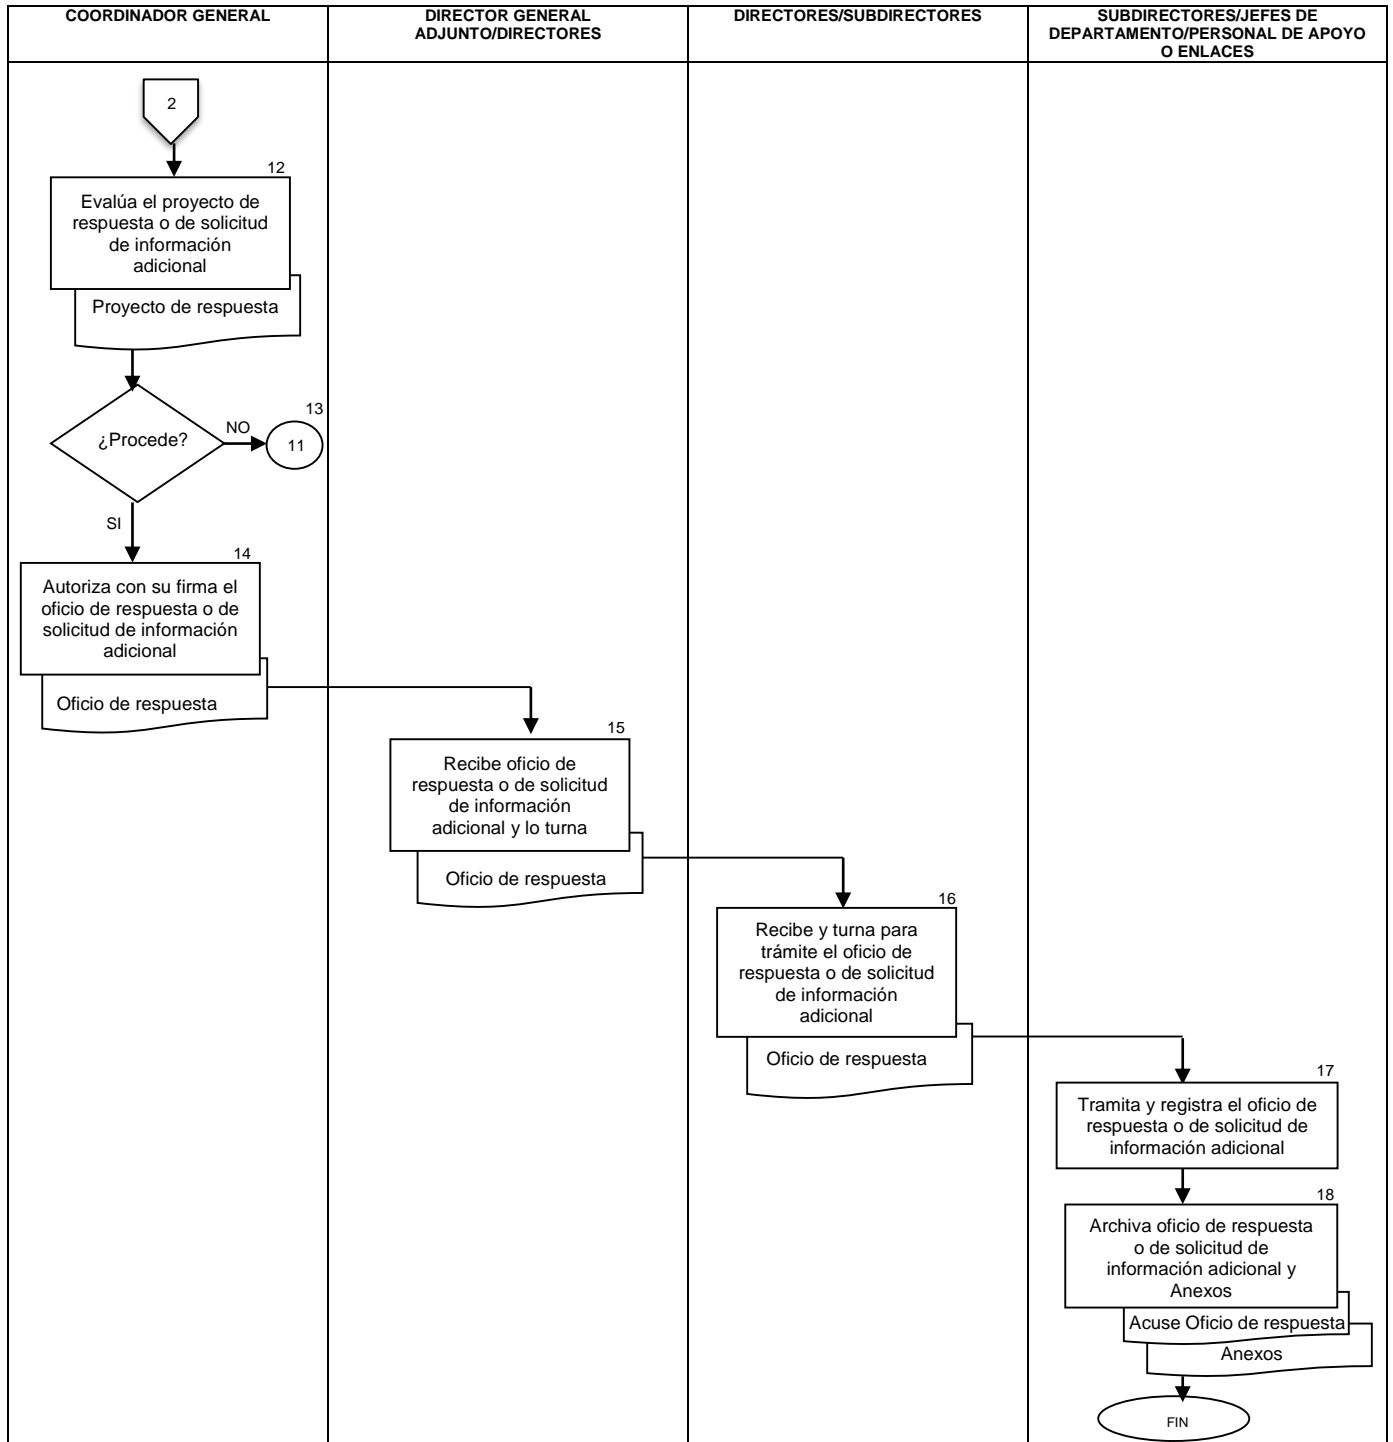 COORDINADOR GENERAL
DIRECTOR GENERAL
ADJUNTO/DIRECTORES
DIRECTORES/SUBDIRECTORES
SUBDIRECTORES/JEFES DE
DEPARTAMENTO/PERSONAL DE APOYO
O ENLACES
2
12
Evalúa el proyecto de
respuesta o de solicitud
de información
adicional
Proyecto de respuesta
¿Procede?
NO
13
11
SI
14
Autoriza con su firma el
oficio de respuesta o de
solicitud de información
adicional
Oficio de respuesta
15
Recibe oficio de
respuesta o de solicitud
de información
adicional y lo turna
Oficio de respuesta
16
Recibe y turna para
trámite el oficio de
respuesta o de solicitud
de información
adicional
Oficio de respuesta
17
Tramita y registra el oficio de
respuesta o de solicitud de
información adicional
18
Archiva oficio de respuesta
o de solicitud de
información adicional y
Anexos
Acuse Oficio de respuesta
Anexos
FIN